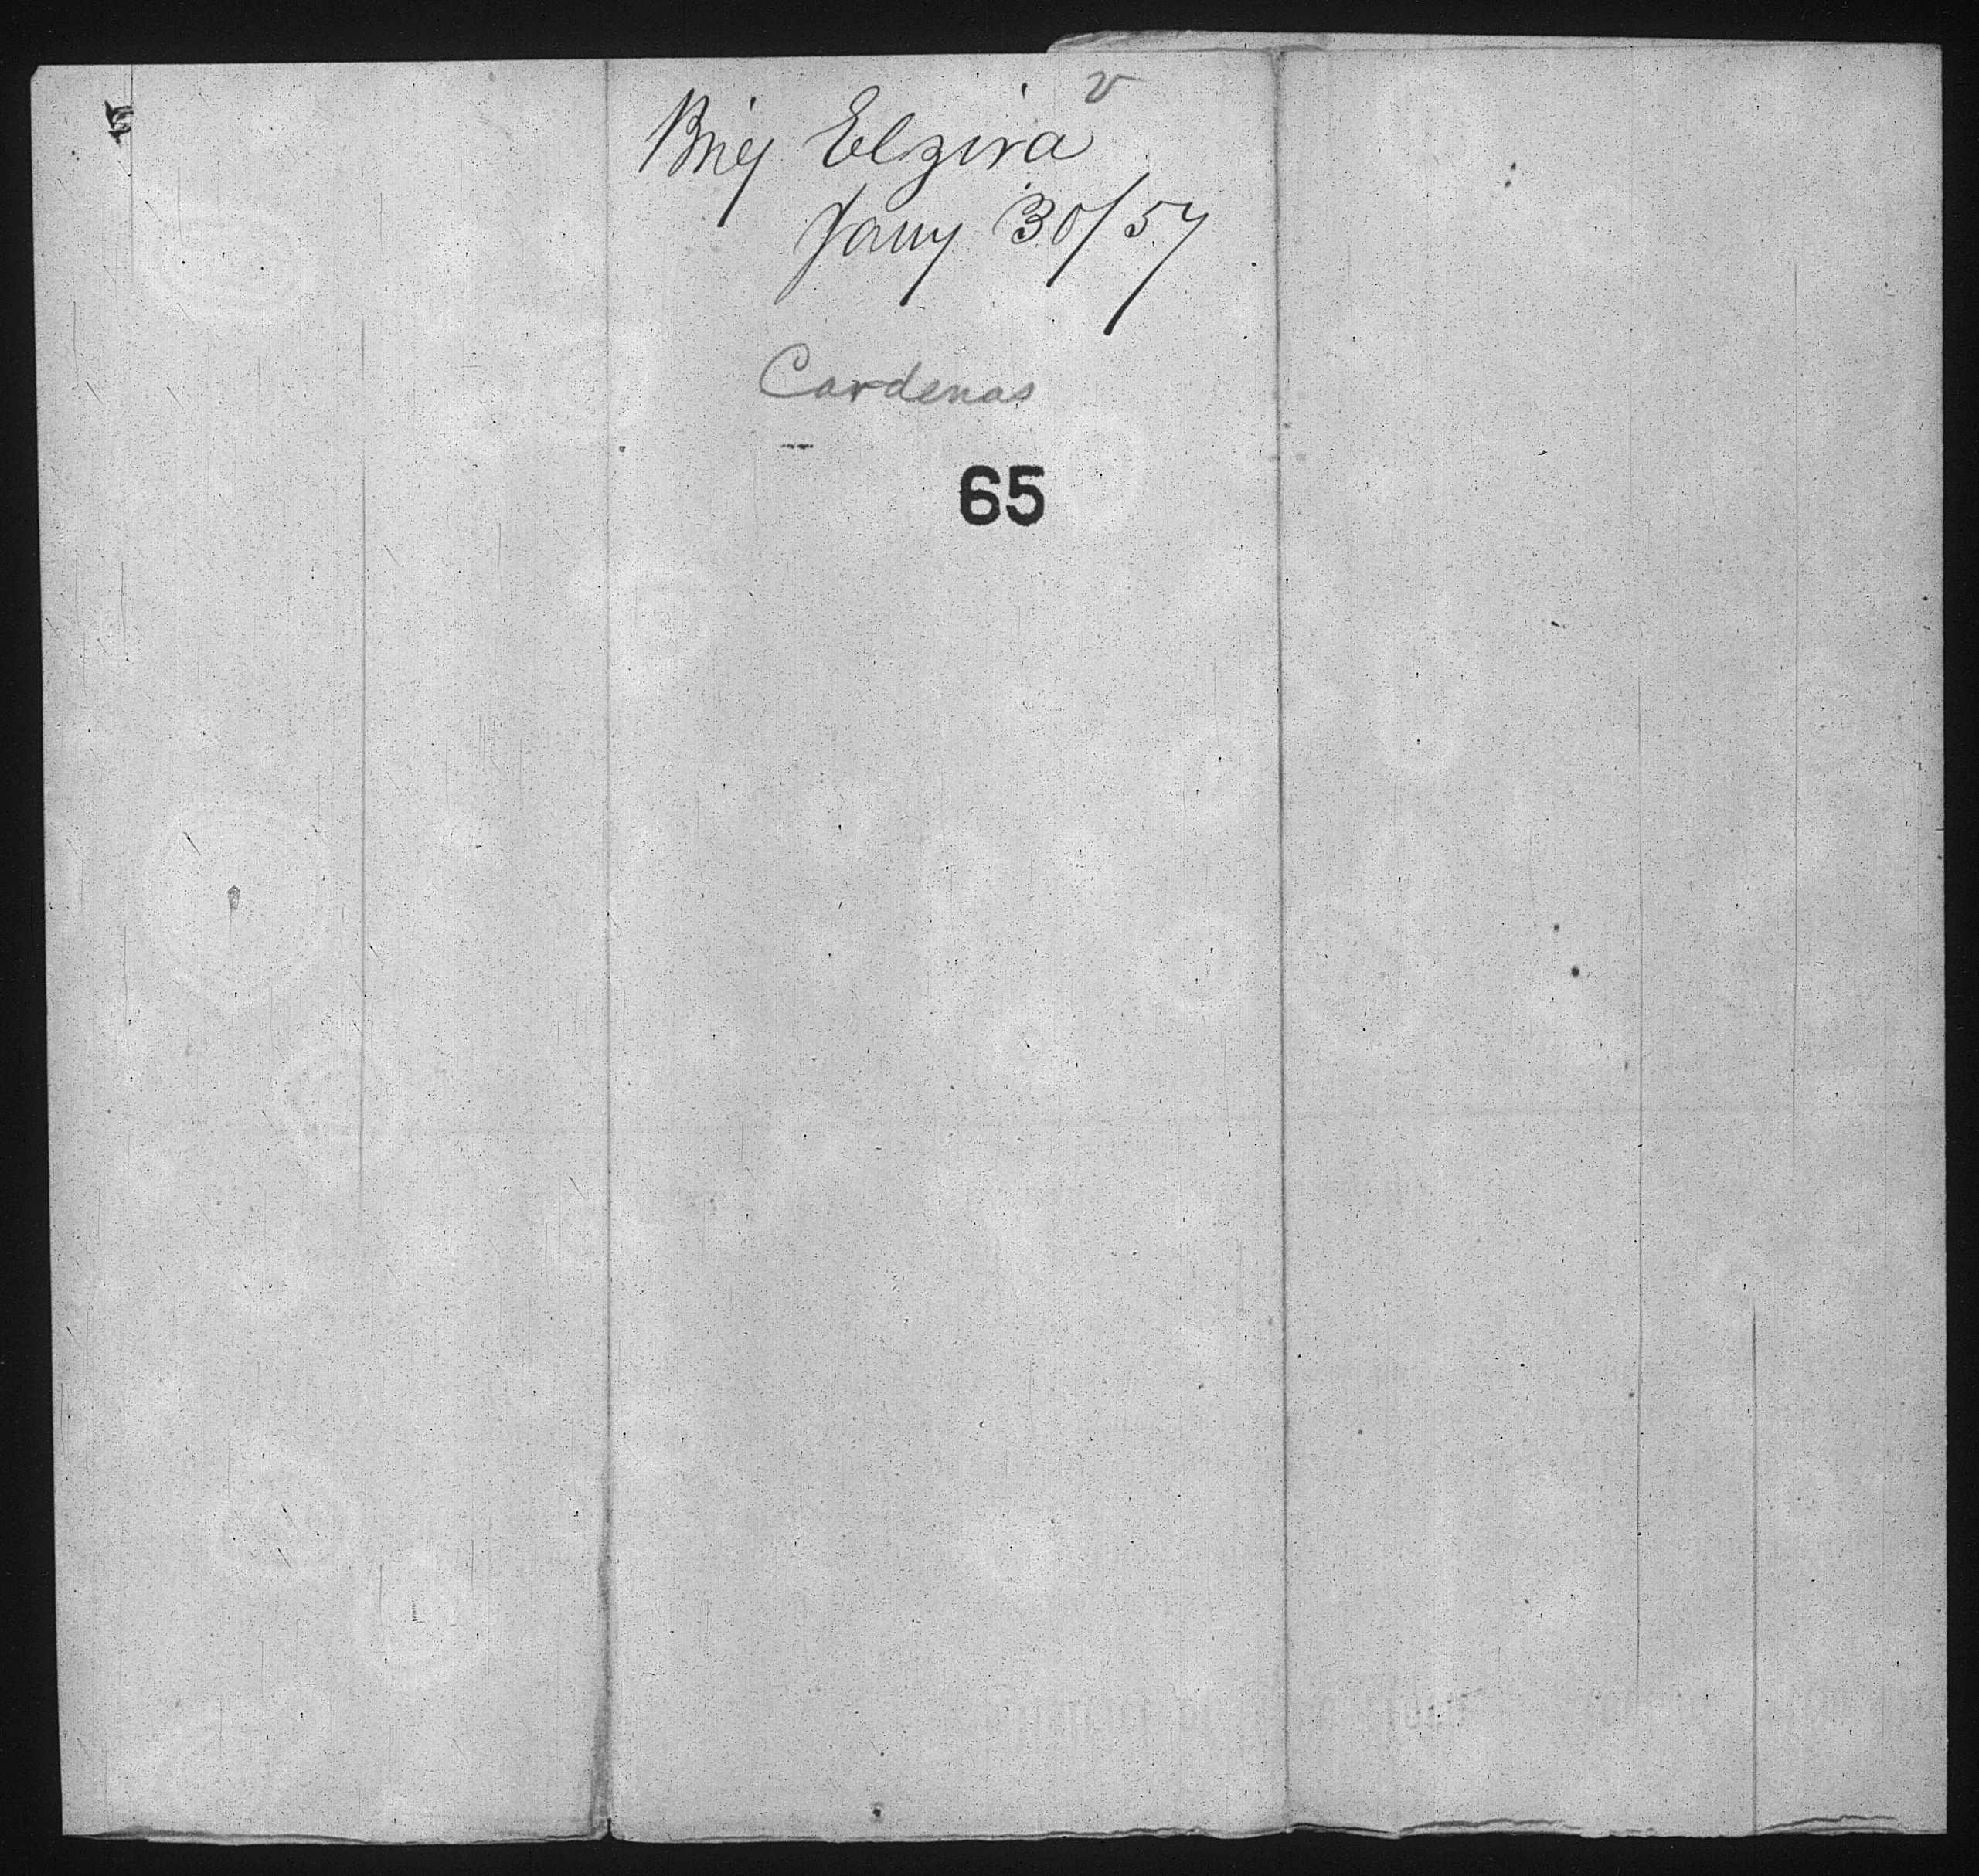 v
Brig Elzira
Jany 30/57
Cardenas
65